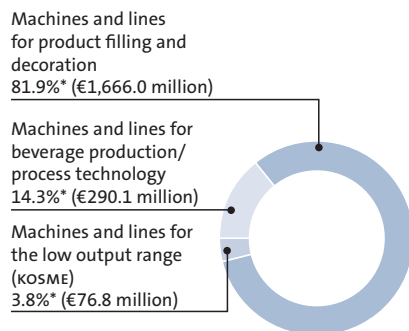 Machines and lines
for product filling and
decoration
81.9%* (€1,666.0 million)
Machines and lines for
beverage production/
process technology
14.3%* (€290.1 million)
Machines and lines for
the low output range
(KOSME)
3.8%* (€76.8 million)